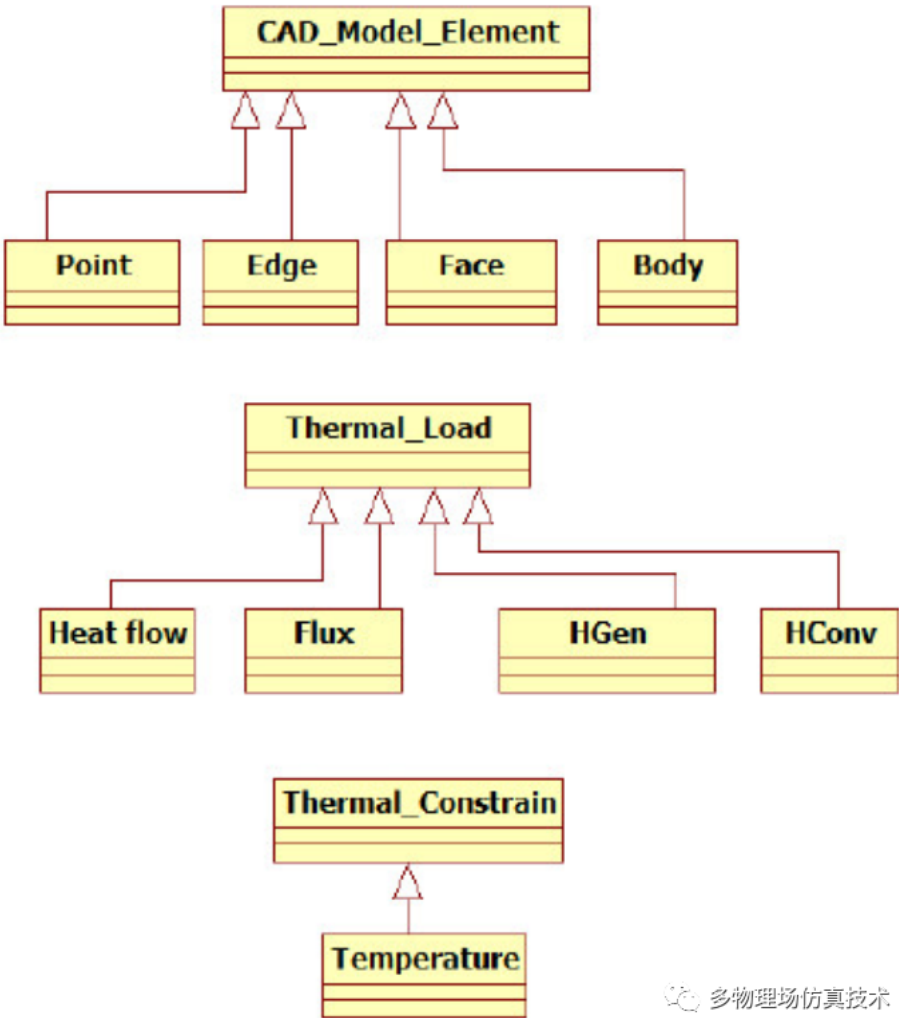 CAD_Model_Element
Point Edge Face Body
Thermal_Load
Heat flow Flux HGen HConv
Thermal_Constrain
Temperature
多物理场仿真技术